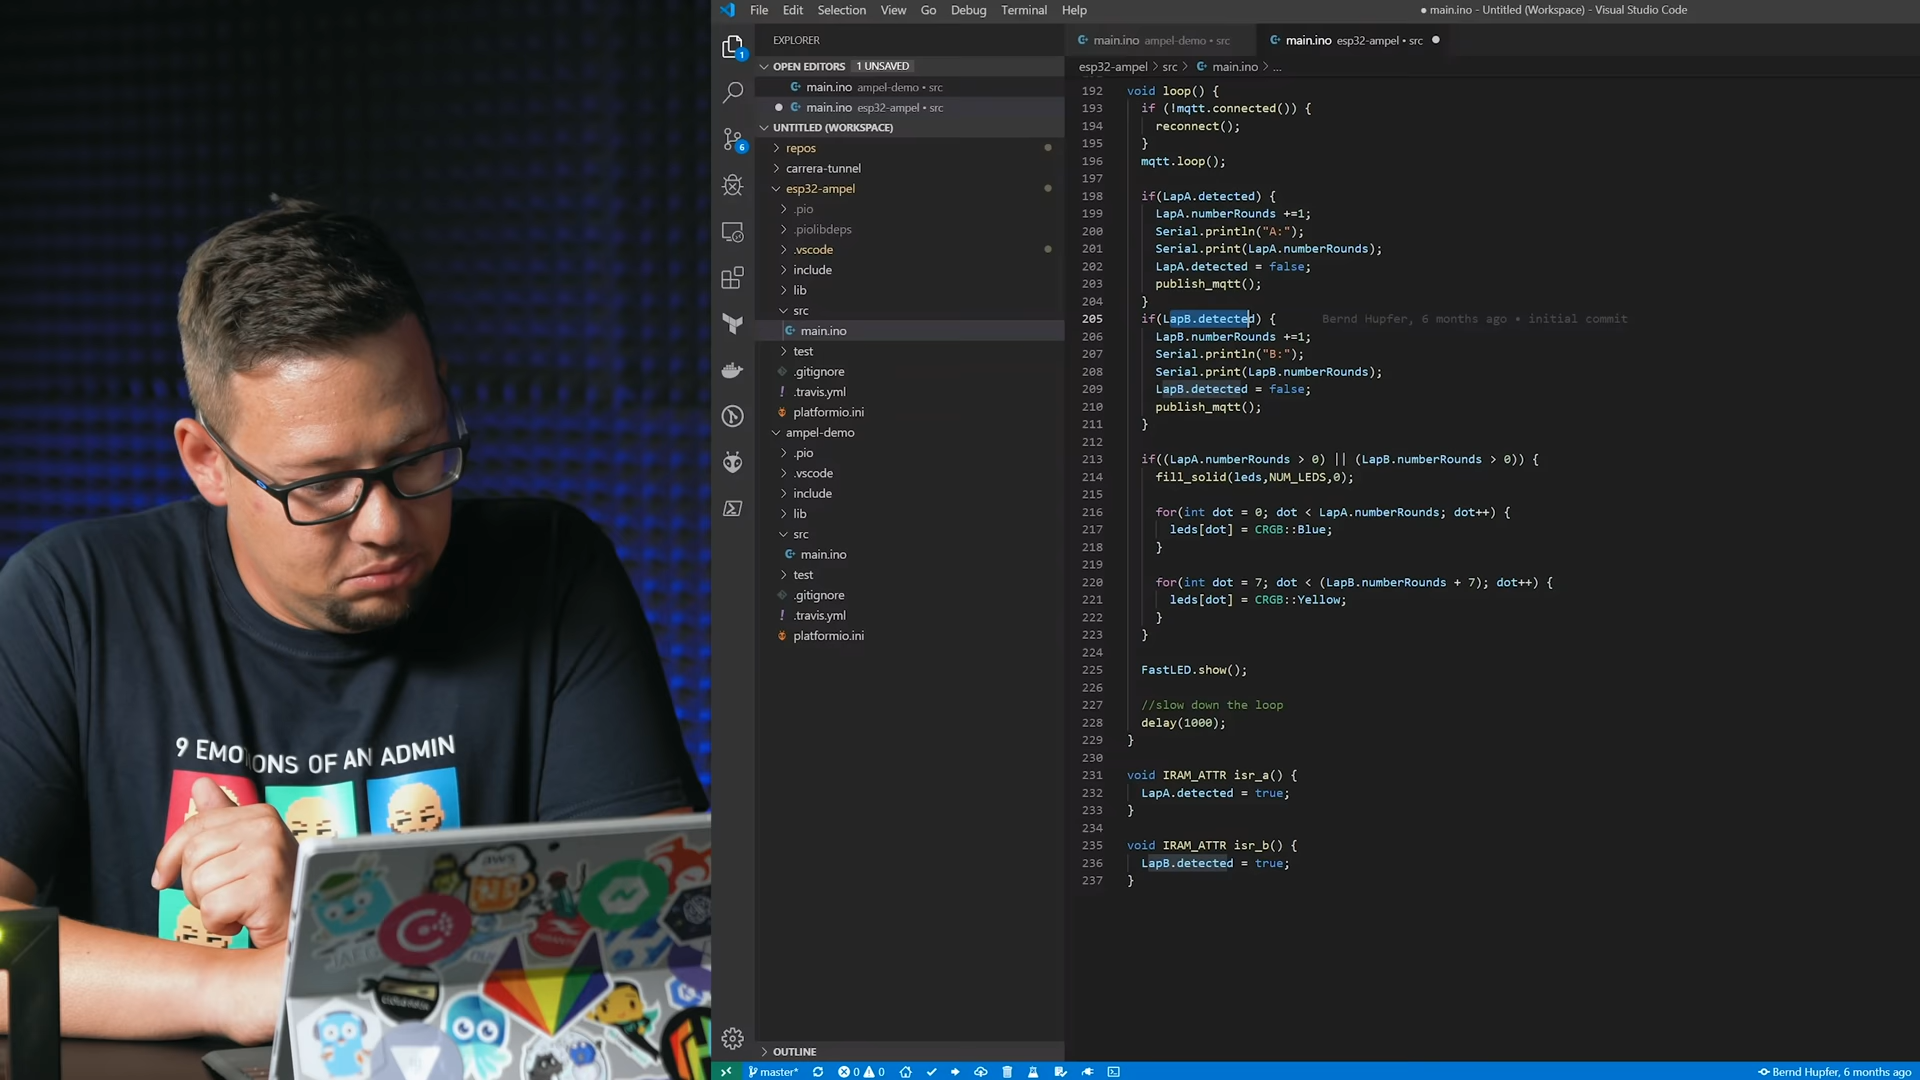 File Edit Selection View Go Debug Terminal Help
● main.ino - Untitled (Workspace) - Visual Studio Code
EXPLORER
OPEN EDITORS 1 UNSAVED
main.ino ampel-demo • src
main.ino esp32-ampel • src
UNTITLED (WORKSPACE)
repos
carrera-tunnel
esp32-ampel
.pio
.piolibdeps
.vscode
include
lib
src
main.ino
test
.gitignore
.travis.yml
platformio.ini
ampel-demo
.pio
.vscode
include
lib
src
main.ino
test
.gitignore
.travis.yml
platformio.ini
OUTLINE
1
6
main.ino ampel-demo • src
main.ino esp32-ampel • src
esp32-ampel > src > main.ino > ...
192 void loop() {
193 if (!mqtt.connected()) {
194 reconnect();
195 }
196 mqtt.loop();
197
198 if(LapA.detected) {
199 LapA.numberRounds +=1;
200 Serial.println("A:");
201 Serial.print(LapA.numberRounds);
202 LapA.detected = false;
203 publish_mqtt();
204 }
205 if(LapB.detected) { Bernd Hupfer, 6 months ago • initial commit
206 LapB.numberRounds +=1;
207 Serial.println("B:");
208 Serial.print(LapB.numberRounds);
209 LapB.detected = false;
210 publish_mqtt();
211 }
212
213 if((LapA.numberRounds > 0) || (LapB.numberRounds > 0)) {
214 fill_solid(leds,NUM_LEDS,0);
215
216 for(int dot = 0; dot < LapA.numberRounds; dot++) {
217 leds[dot] = CRGB::Blue;
218 }
219
220 for(int dot = 7; dot < (LapB.numberRounds + 7); dot++) {
221 leds[dot] = CRGB::Yellow;
222 }
223 }
224
225 FastLED.show();
226
227 //slow down the loop
228 delay(1000);
229 }
230
231 void IRAM_ATTR isr_a() {
232 LapA.detected = true;
233 }
234
235 void IRAM_ATTR isr_b() {
236 LapB.detected = true;
237 }
master* 0 0
Bernd Hupfer, 6 months ago
9 EMOTIONS OF AN ADMIN
aws